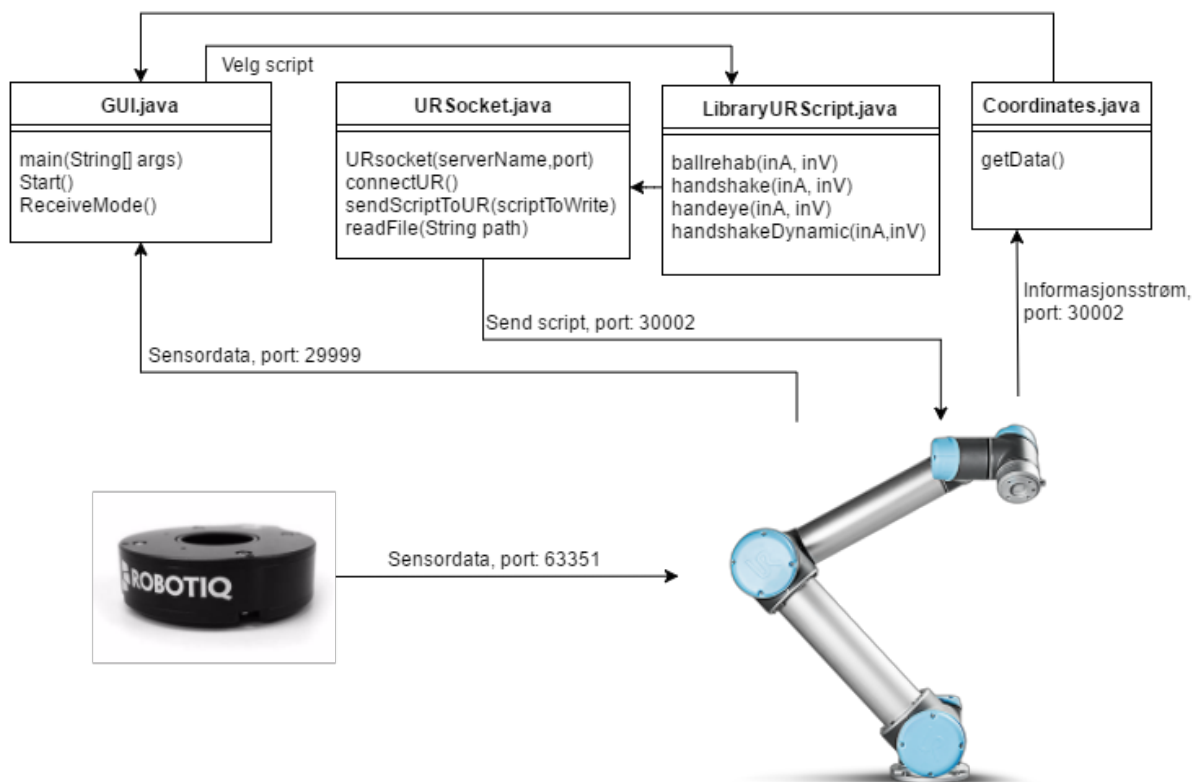 Velg script
GUI.java
main(String[] args)
Start()
ReceiveMode()
URSocket.java
URsocket(serverName,port)
connectUR()
sendScriptToUR(scriptToWrite)
readFile(String path)
LibraryURScript.java
ballrehab(inA, inV)
handshake(inA, inV)
handeye(inA, inV)
handshakeDynamic(inA,inV)
Coordinates.java
getData()
Informasjonsstrøm,
port: 30002
Send script, port: 30002
Sensordata, port: 29999
Sensordata, port: 63351
ROBOTIQ